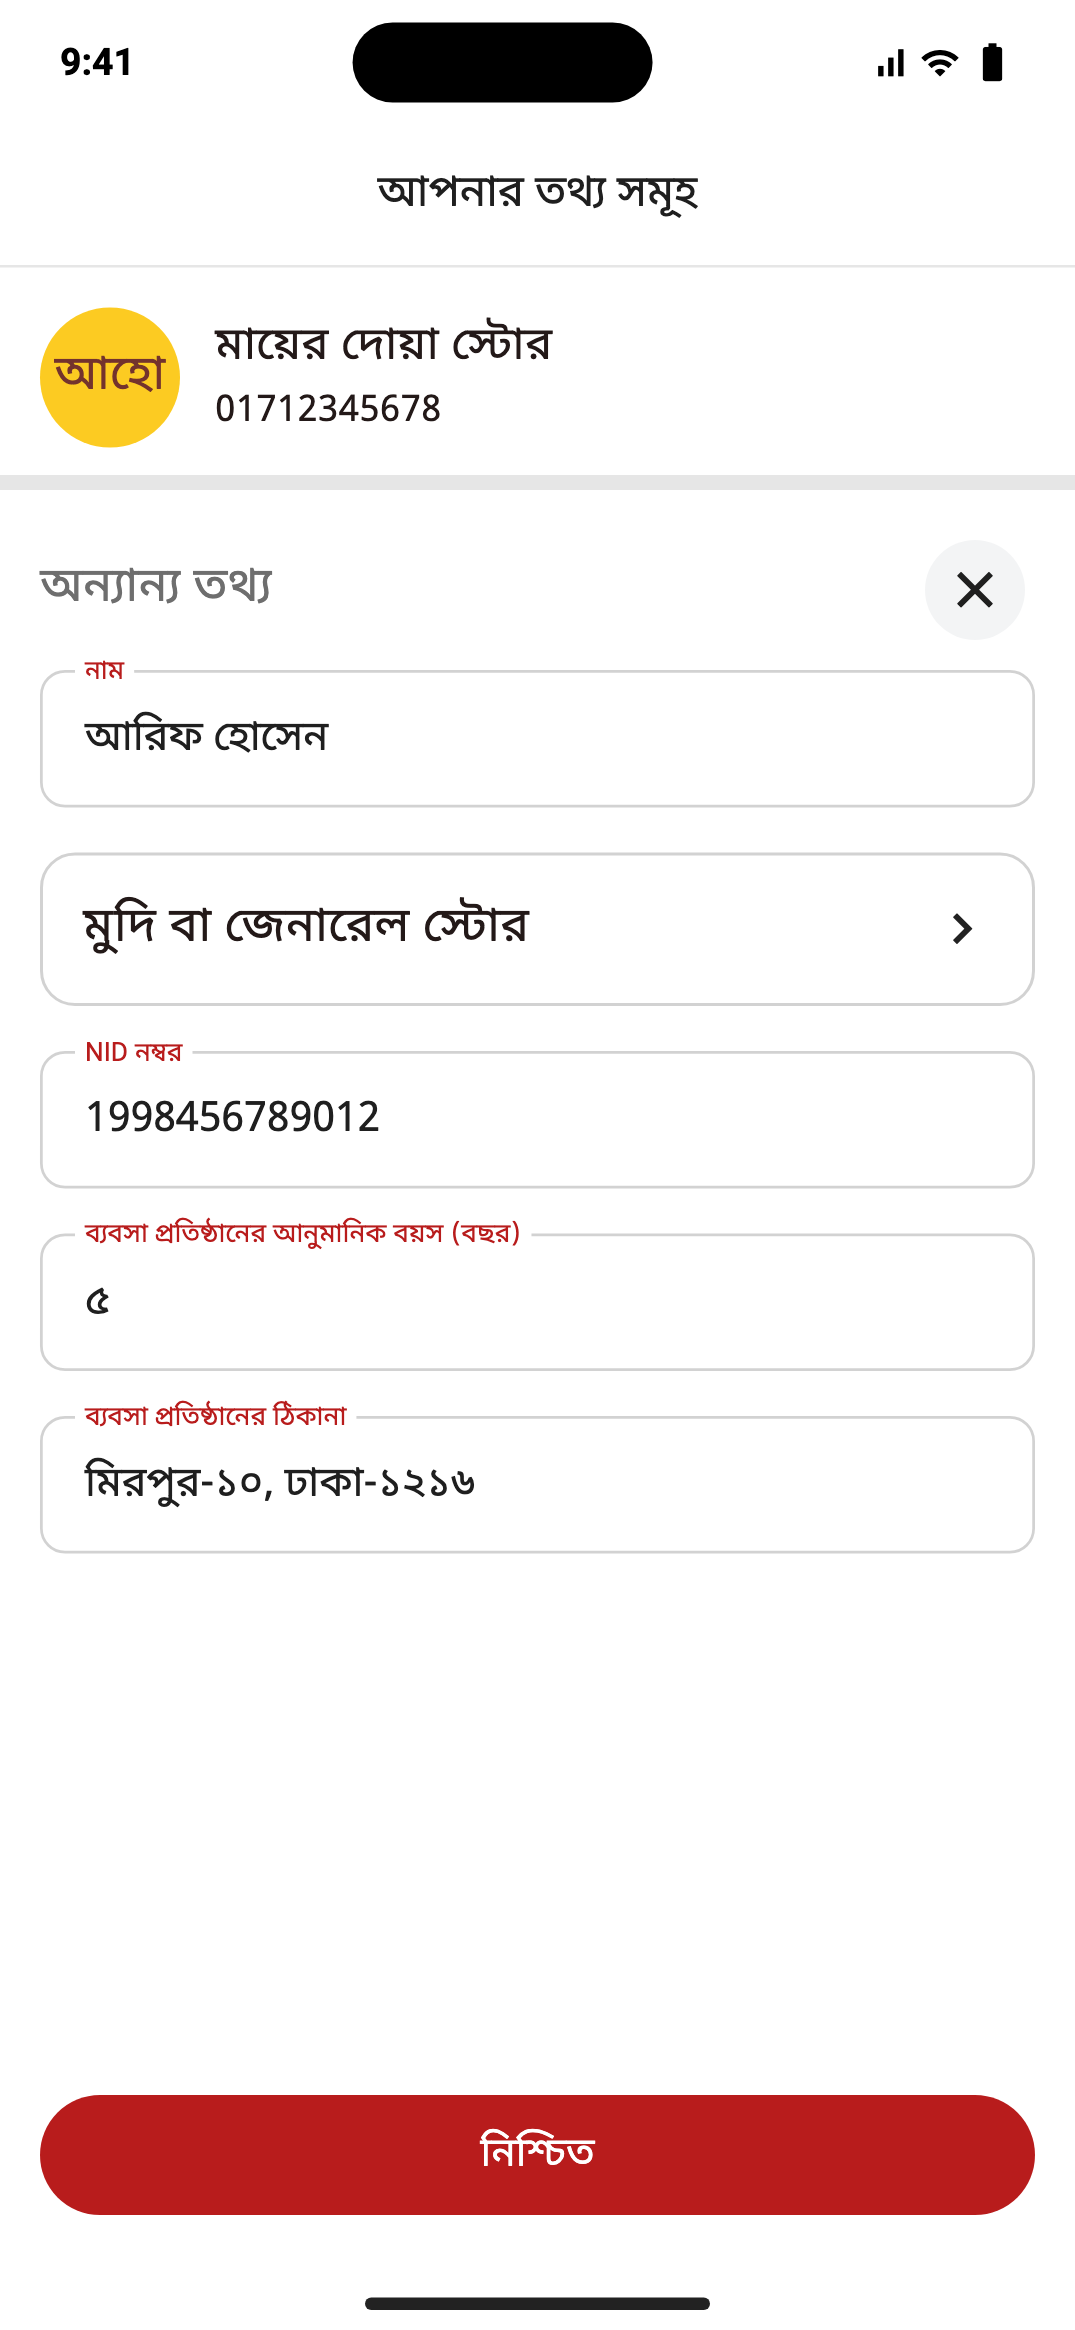 9:41
আপনার তথ্য সমূহ
আহো
মায়ের দোয়া স্টোর
01712345678
অন্যান্য তথ্য
নাম
আরিফ হোসেন
মুদি বা জেনারেল স্টোর
NID নম্বর
1998456789012
ব্যবসা প্রতিষ্ঠানের আনুমানিক বয়স (বছর)
৫
ব্যবসা প্রতিষ্ঠানের ঠিকানা
মিরপুর-১০, ঢাকা-১২১৬
নিশ্চিত